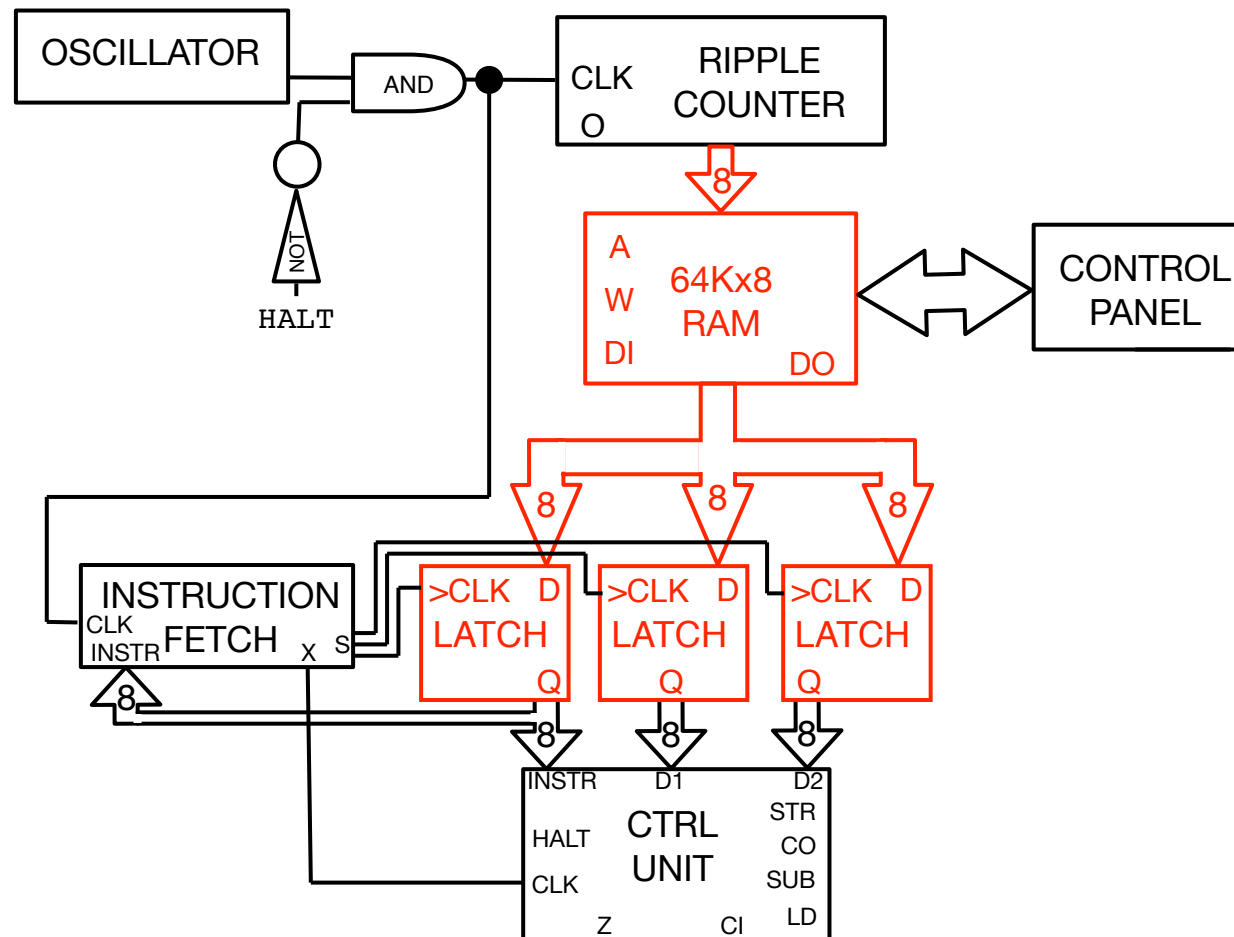 OSCILLATOR
AND
NOT
HALT
CLK
O
RIPPLE
COUNTER
8
A
W
DI
64Kx8
RAM
DO
CONTROL
PANEL
8
8
8
INSTRUCTION
FETCH
CLK
INSTR
X
S
8
>CLK D
LATCH
Q
>CLK D
LATCH
Q
>CLK D
LATCH
Q
8
8
8
INSTR
D1
D2
HALT
CLK
CTRL
UNIT
STR
CO
SUB
LD
Z
CI